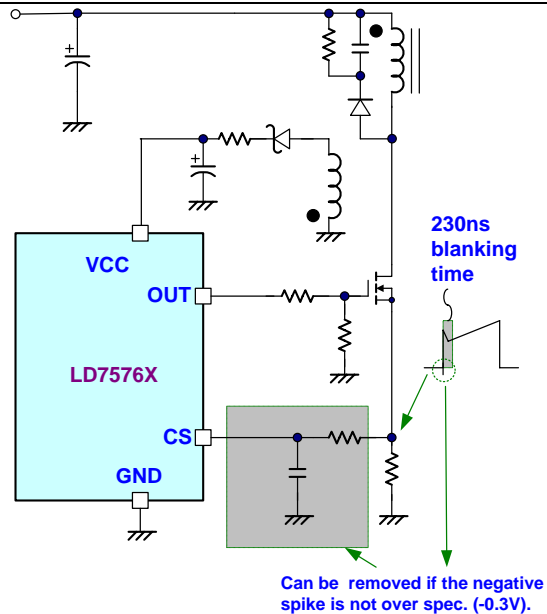 +
+
230ns
blanking
time
VCC
OUT
LD7576X
CS
GND
Can be removed if the negative
spike is not over spec. (-0.3V).